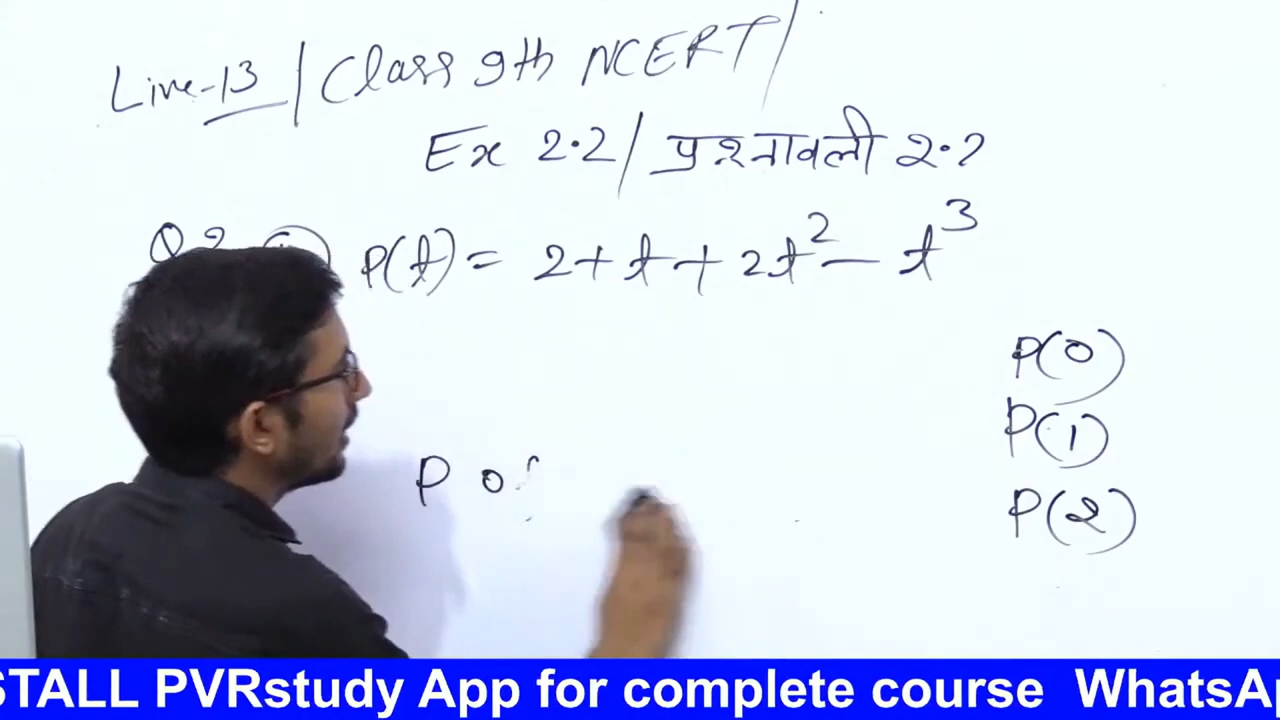 Live-13 / Class 9th NCERT /
Ex 2.2 / प्रश्नावली 2.2
Q2 P(t) = 2 + t + 2t² - t³
P(0)
P(1)
P o
P(2)
STALL PVRstudy App for complete course WhatsAp